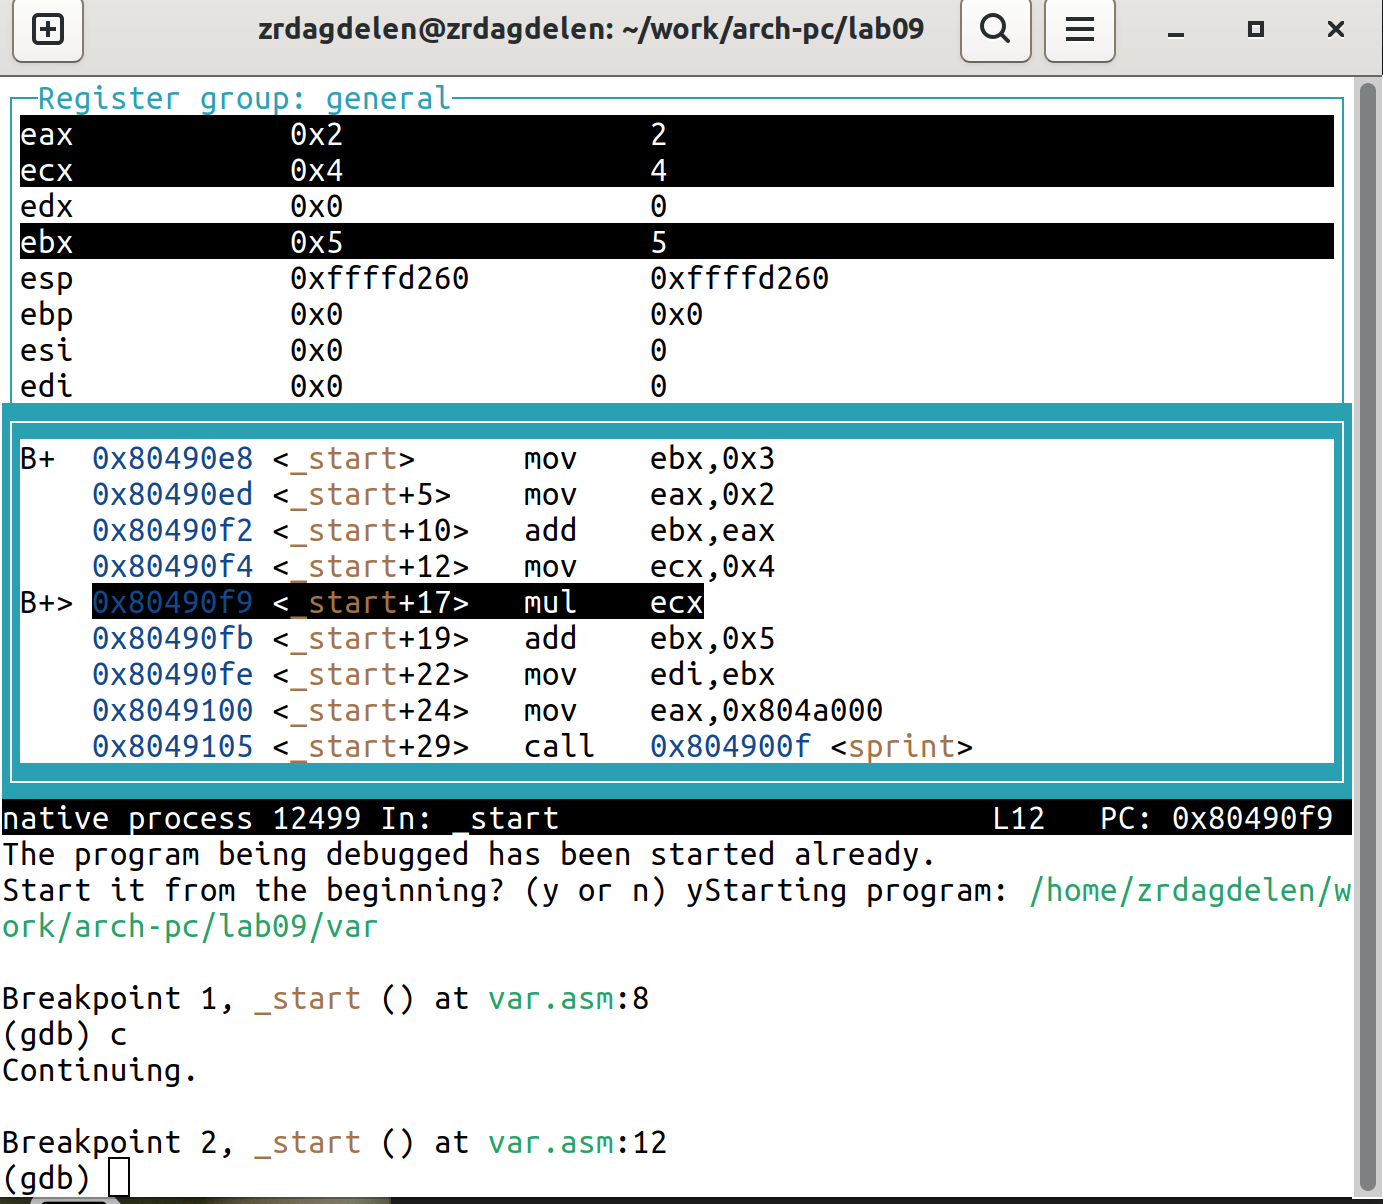 zrdagdelen@zrdagdelen: ~/work/arch-pc/lab09
Register group: general
eax 0x2 2
ecx 0x4 4
edx 0x0 0
ebx 0x5 5
esp 0xffffd260 0xffffd260
ebp 0x0 0x0
esi 0x0 0
edi 0x0 0
B+ 0x80490e8 <_start> mov ebx,0x3
0x80490ed <_start+5> mov eax,0x2
0x80490f2 <_start+10> add ebx,eax
0x80490f4 <_start+12> mov ecx,0x4
B+> 0x80490f9 <_start+17> mul ecx
0x80490fb <_start+19> add ebx,0x5
0x80490fe <_start+22> mov edi,ebx
0x8049100 <_start+24> mov eax,0x804a000
0x8049105 <_start+29> call 0x804900f <sprint>
native process 12499 In: _start L12 PC: 0x80490f9
The program being debugged has been started already.
Start it from the beginning? (y or n) yStarting program: /home/zrdagdelen/w
ork/arch-pc/lab09/var
Breakpoint 1, _start () at var.asm:8
(gdb) c
Continuing.
Breakpoint 2, _start () at var.asm:12
(gdb)